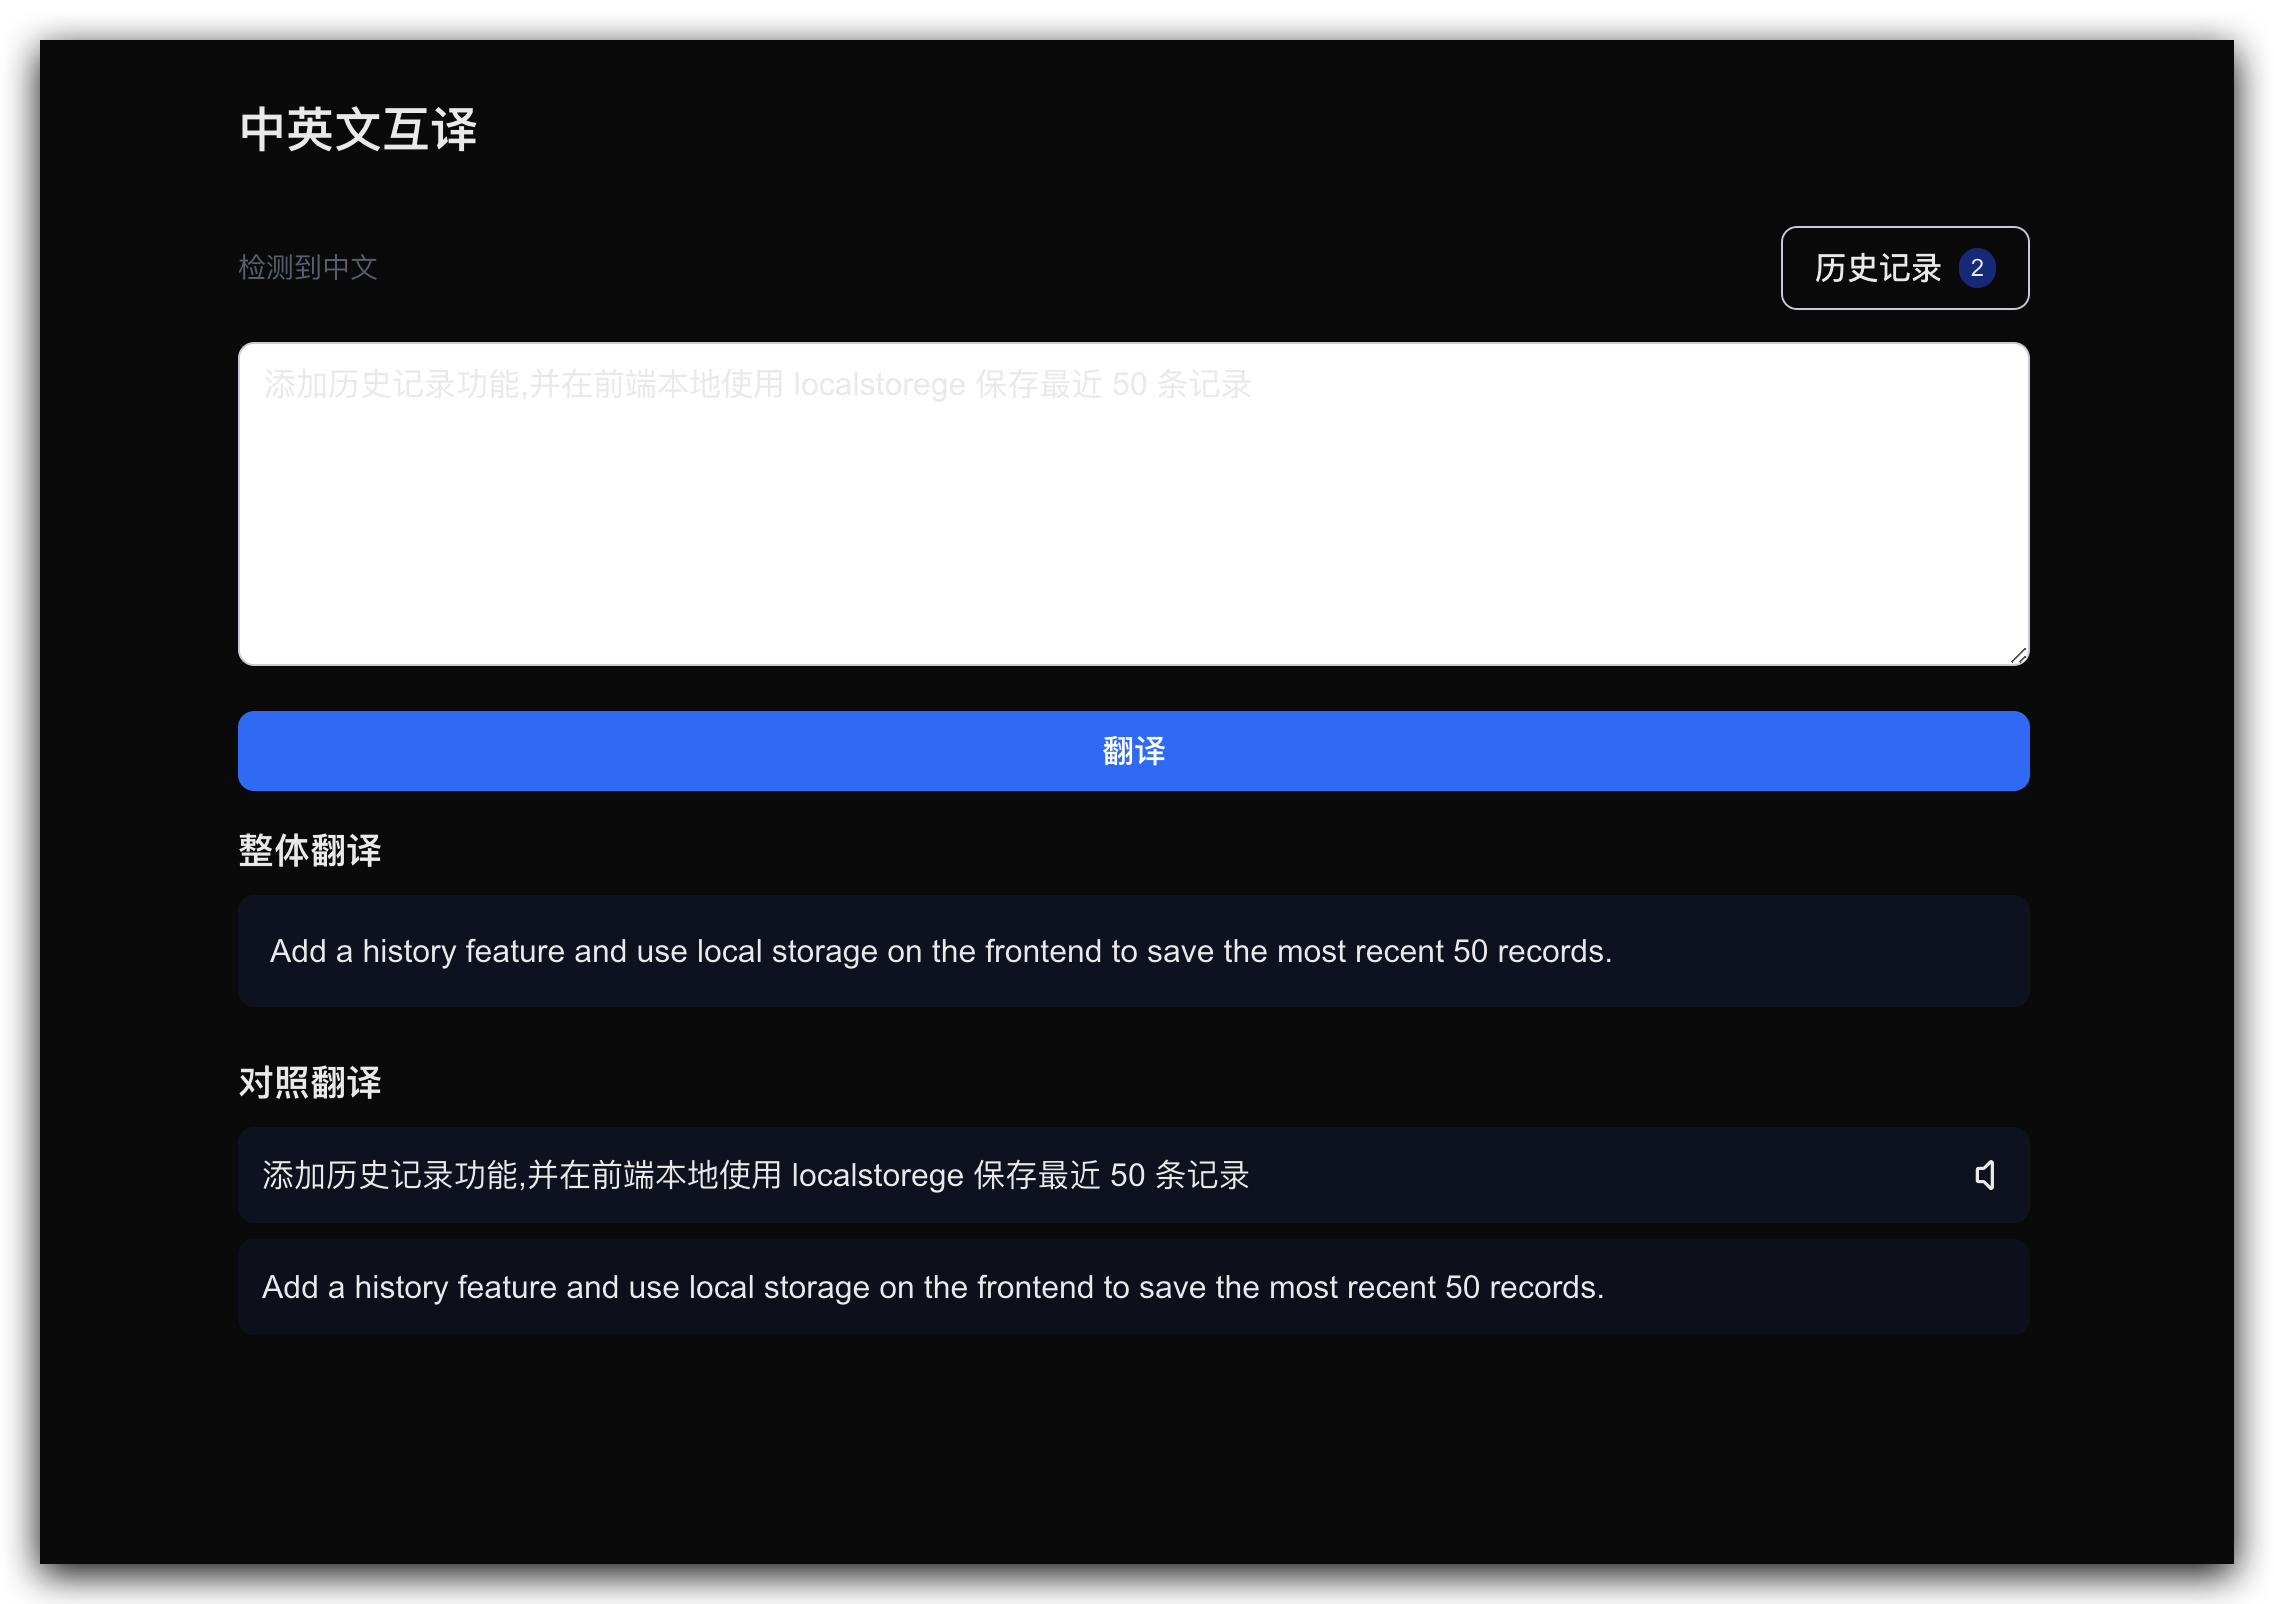 中英文互译
检测到中文
历史记录 2
添加历史记录功能,并在前端本地使用 localstorege 保存最近 50 条记录
翻译
整体翻译
Add a history feature and use local storage on the frontend to save the most recent 50 records.
对照翻译
添加历史记录功能,并在前端本地使用 localstorege 保存最近 50 条记录
Add a history feature and use local storage on the frontend to save the most recent 50 records.